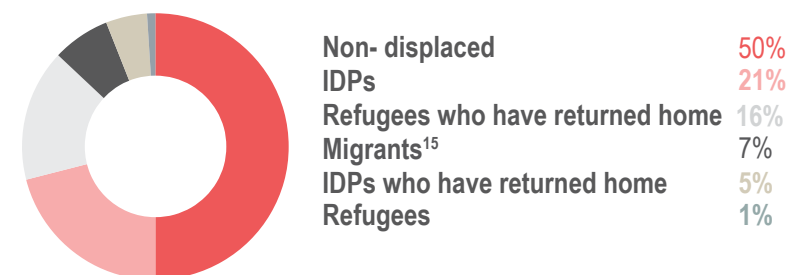 Non- displaced 50%
IDPs 21%
Refugees who have returned home 16%
Migrants¹⁵ 7%
IDPs who have returned home 5%
Refugees 1%